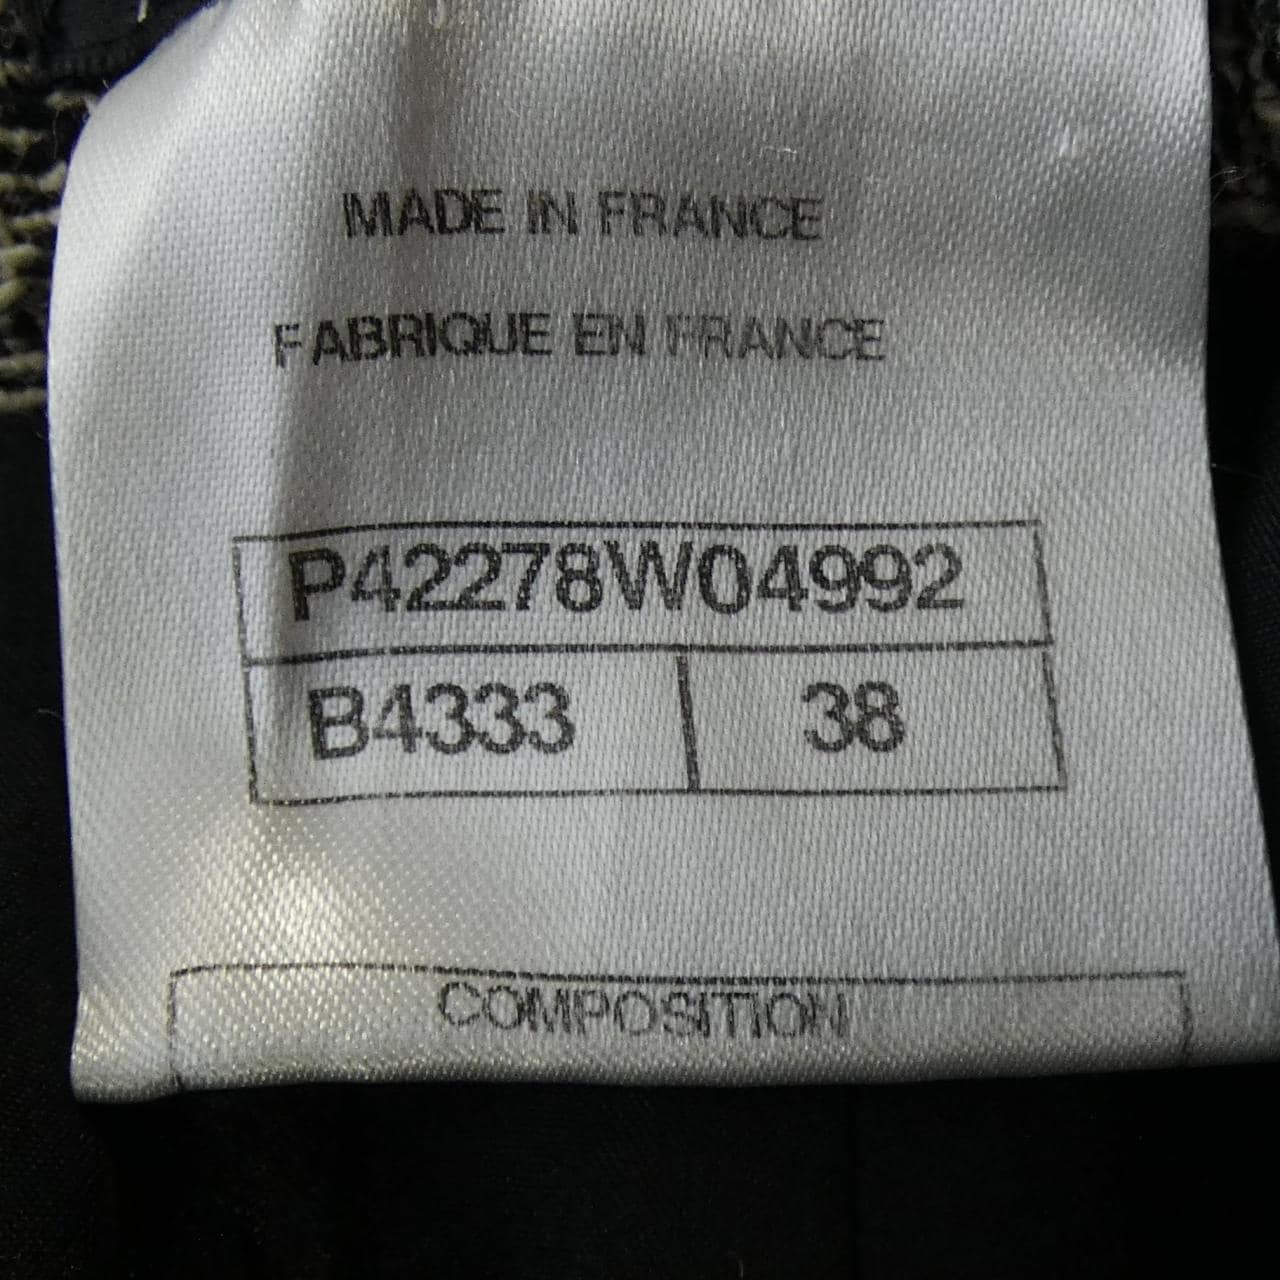 MADE IN FRANCE
FABRIQUE EN FRANCE
P42278W04992
B4333 38
COMPOSITION